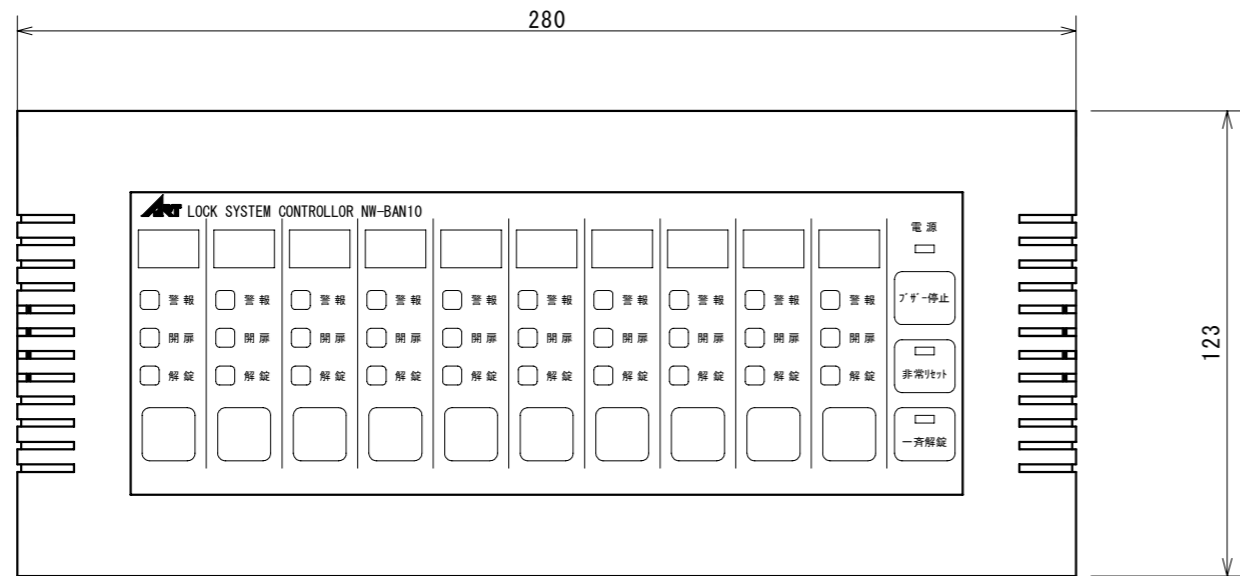 280
123
ART LOCK SYSTEM CONTROLLOR NW-BAN10
電源
警報 警報 警報 警報 警報 警報 警報 警報 警報 警報
ブザー停止
開扉 開扉 開扉 開扉 開扉 開扉 開扉 開扉 開扉 開扉
解錠 解錠 解錠 解錠 解錠 解錠 解錠 解錠 解錠 解錠
非常リセット
一斉解錠